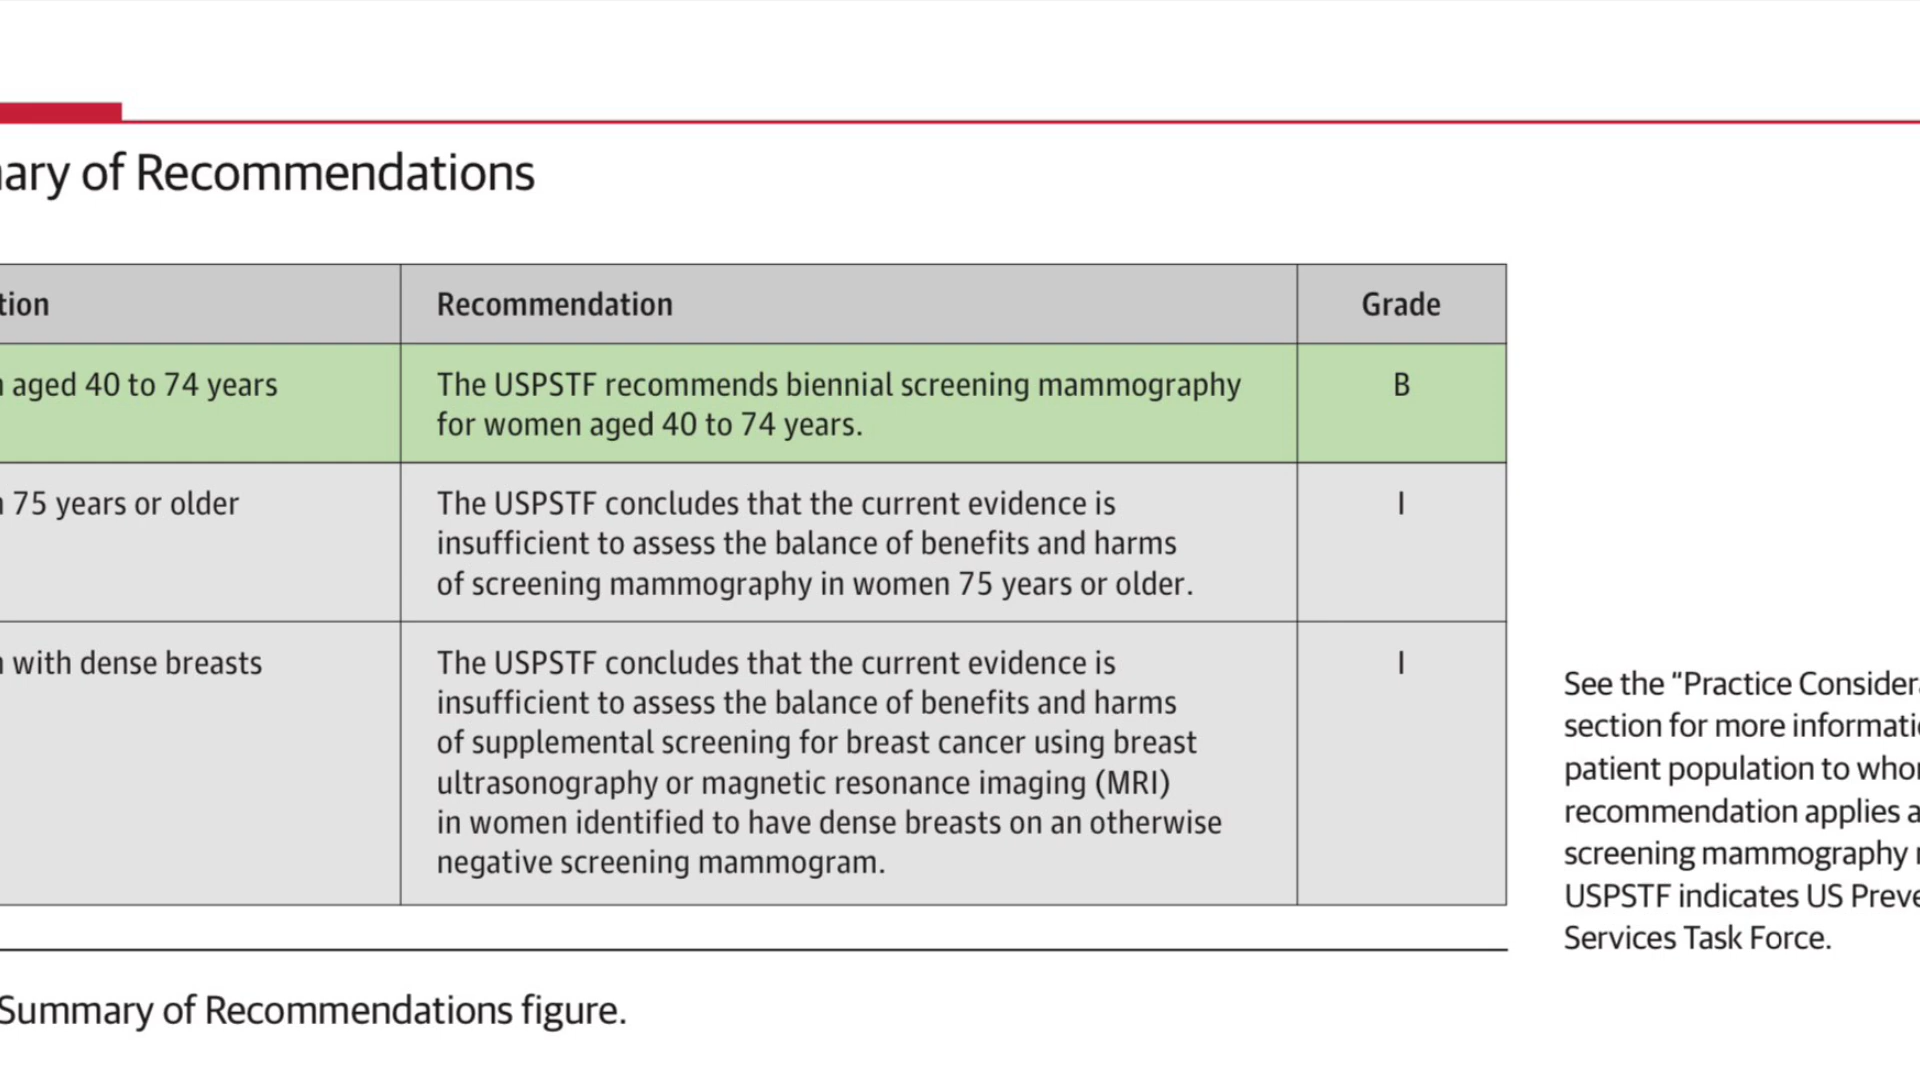 ary of Recommendations
tion
Recommendation
Grade
aged 40 to 74 years
The USPSTF recommends biennial screening mammography
for women aged 40 to 74 years.
B
75 years or older
The USPSTF concludes that the current evidence is
insufficient to assess the balance of benefits and harms
of screening mammography in women 75 years or older.
I
with dense breasts
The USPSTF concludes that the current evidence is
insufficient to assess the balance of benefits and harms
of supplemental screening for breast cancer using breast
ultrasonography or magnetic resonance imaging (MRI)
in women identified to have dense breasts on an otherwise
negative screening mammogram.
I
See the “Practice Consider
section for more informati
patient population to who
recommendation applies a
screening mammography
USPSTF indicates US Preve
Services Task Force.
Summary of Recommendations figure.